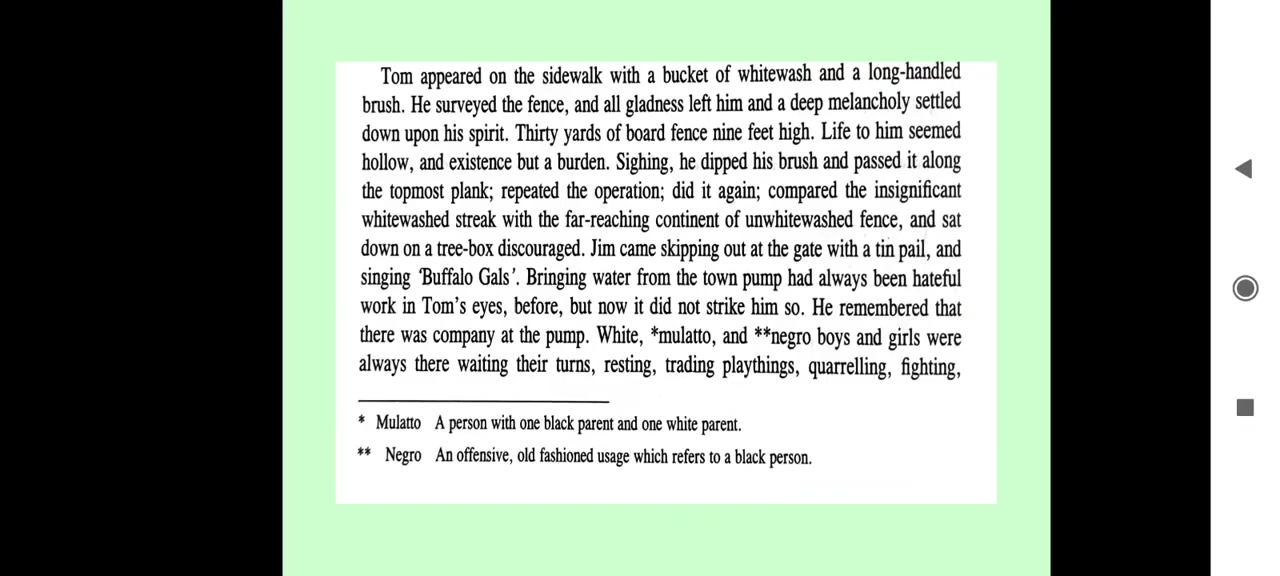 Tom appeared on the sidewalk with a bucket of whitewash and a long-handled
brush. He surveyed the fence, and all gladness left him and a deep melancholy settled
down upon his spirit. Thirty yards of board fence nine feet high. Life to him seemed
hollow, and existence but a burden. Sighing, he dipped his brush and passed it along
the topmost plank; repeated the operation; did it again; compared the insignificant
whitewashed streak with the far-reaching continent of unwhitewashed fence, and sat
down on a tree-box discouraged. Jim came skipping out at the gate with a tin pail, and
singing ‘Buffalo Gals’. Bringing water from the town pump had always been hateful
work in Tom’s eyes, before, but now it did not strike him so. He remembered that
there was company at the pump. White, *mulatto, and **negro boys and girls were
always there waiting their turns, resting, trading playthings, quarrelling, fighting,
* Mulatto A person with one black parent and one white parent.
** Negro An offensive, old fashioned usage which refers to a black person.